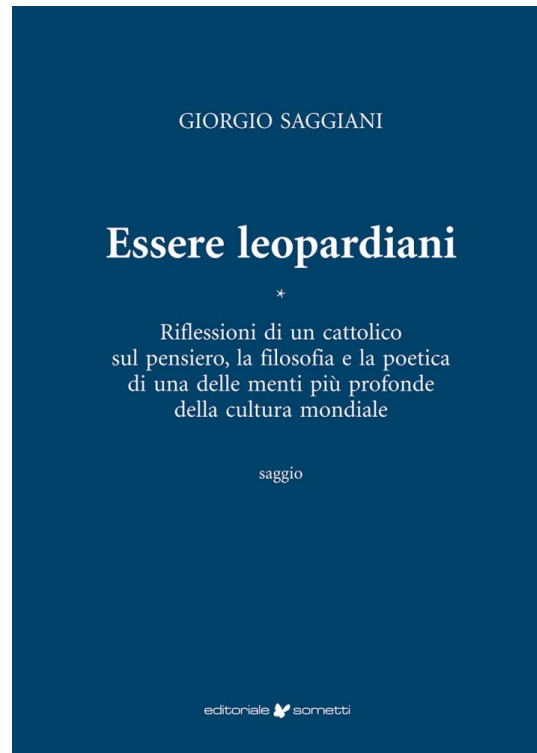 GIORGIO SAGGIANI
Essere leopardiani
*
Riflessioni di un cattolico
sul pensiero, la filosofia e la poetica
di una delle menti più profonde
della cultura mondiale
saggio
editoriale sometti